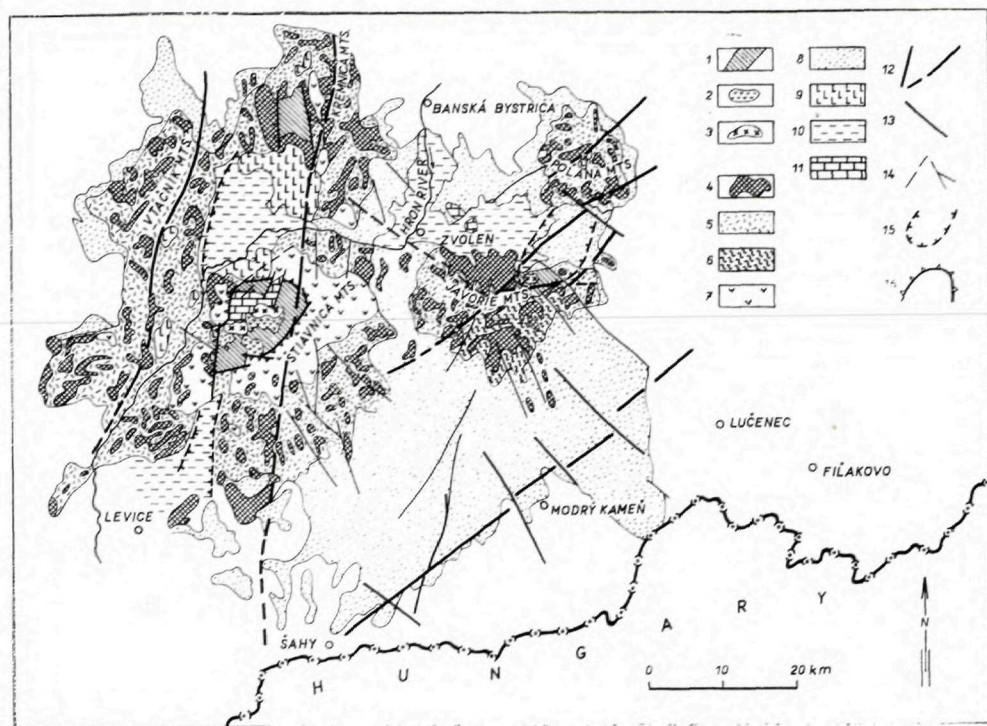 KREMNICA MTS.
BANSKÁ BYSTRICA
VTÁČNIK MTS.
POLANA MTS
HRON RIVER
ZVOLEN
JAVORIE MTS.
ŠTIAVNICA MTS.
LUČENEC
FIĽAKOVO
MODRÝ KAMEŇ
LEVICE
ŠAHY
H U N G A R Y
1
2
3
4
5
6
7
8
9
10
11
12
13
14
15
16
N
0 10 20 km